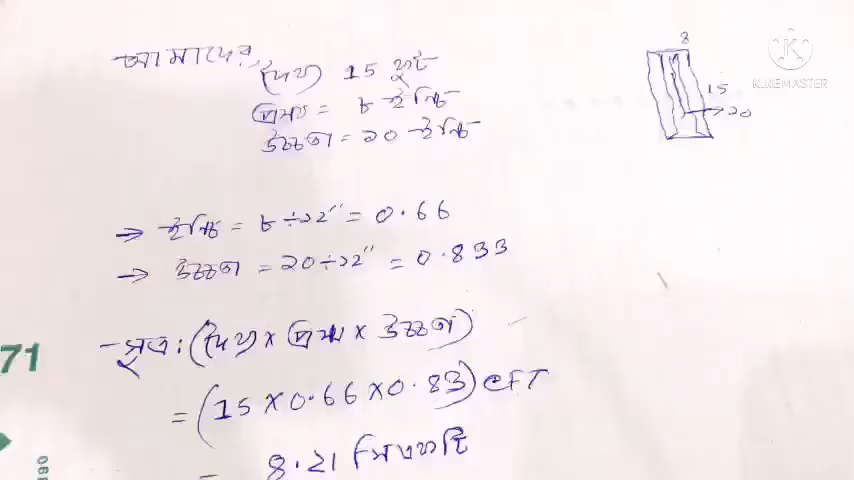 আমাদের,
দৈর্ঘ্য 15 ফুট
প্রস্থ = ৮ ইঞ্চি
উচ্চতা = ১০ ইঞ্চি
8
15
১০
KINEMASTER
→ ইঞ্চি = ৮ ÷ ১২" = 0.66
→ উচ্চতা = ১০ ÷ ১২" = 0.833
সূত্র: (দৈর্ঘ্য x প্রস্থ x উচ্চতা)
= (15 x 0.66 x 0.83) CFT
= 8.21 সিএফটি
71